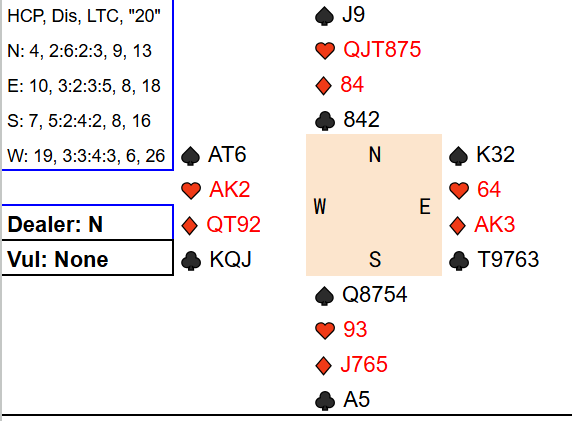 HCP, Dis, LTC, "20"
N: 4, 2:6:2:3, 9, 13
E: 10, 3:2:3:5, 8, 18
S: 7, 5:2:4:2, 8, 16
W: 19, 3:3:4:3, 6, 26
Dealer: N
Vul: None
♠ J9
♥ QJT875
♦ 84
♣ 842
♠ AT6
♥ AK2
♦ QT92
♣ KQJ
N
W E
S
♠ K32
♥ 64
♦ AK3
♣ T9763
♠ Q8754
♥ 93
♦ J765
♣ A5